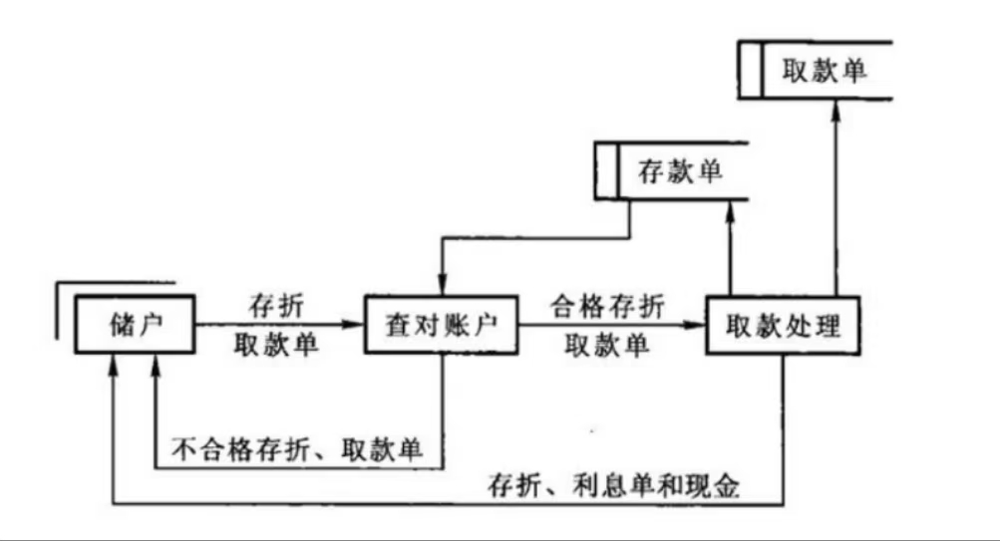 取款单
存款单
储户
存折
取款单
查对账户
合格存折
取款单
取款处理
不合格存折、取款单
存折、利息单和现金